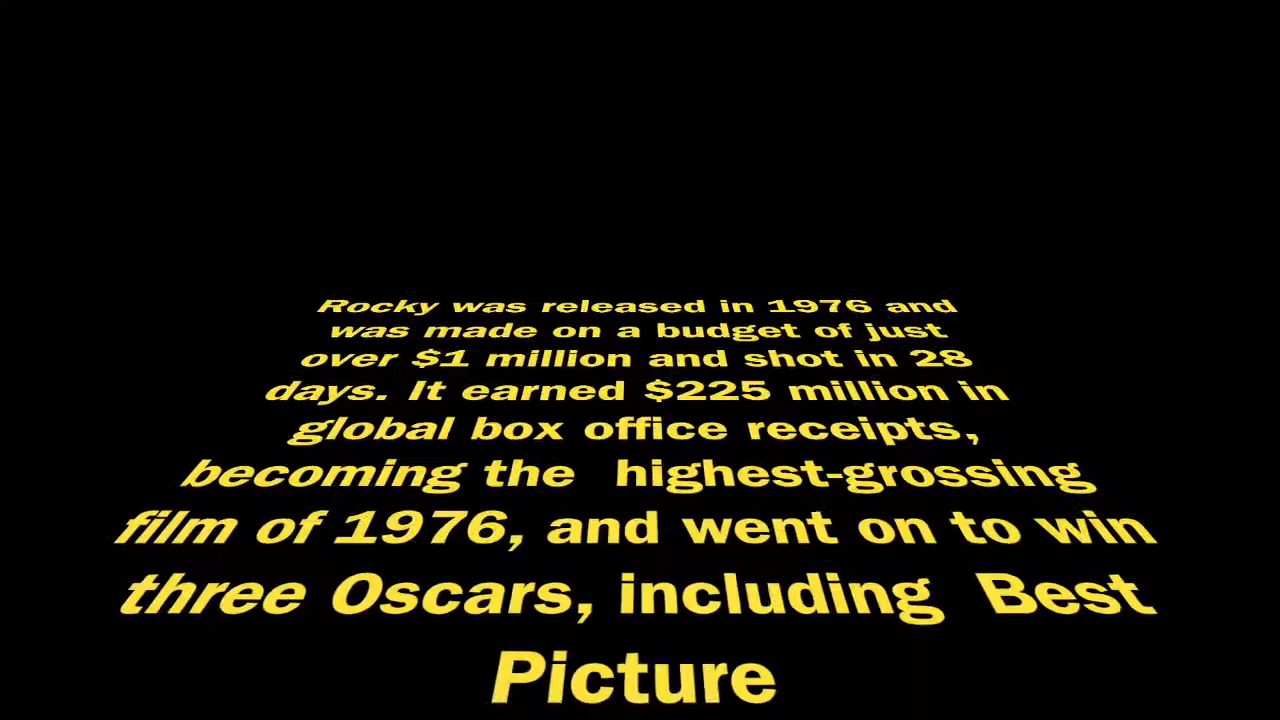 Rocky was released in 1976 and
was made on a budget of just
over $1 million and shot in 28
days. It earned $225 million in
global box office receipts,
becoming the highest-grossing
film of 1976, and went on to win
three Oscars, including Best
Picture